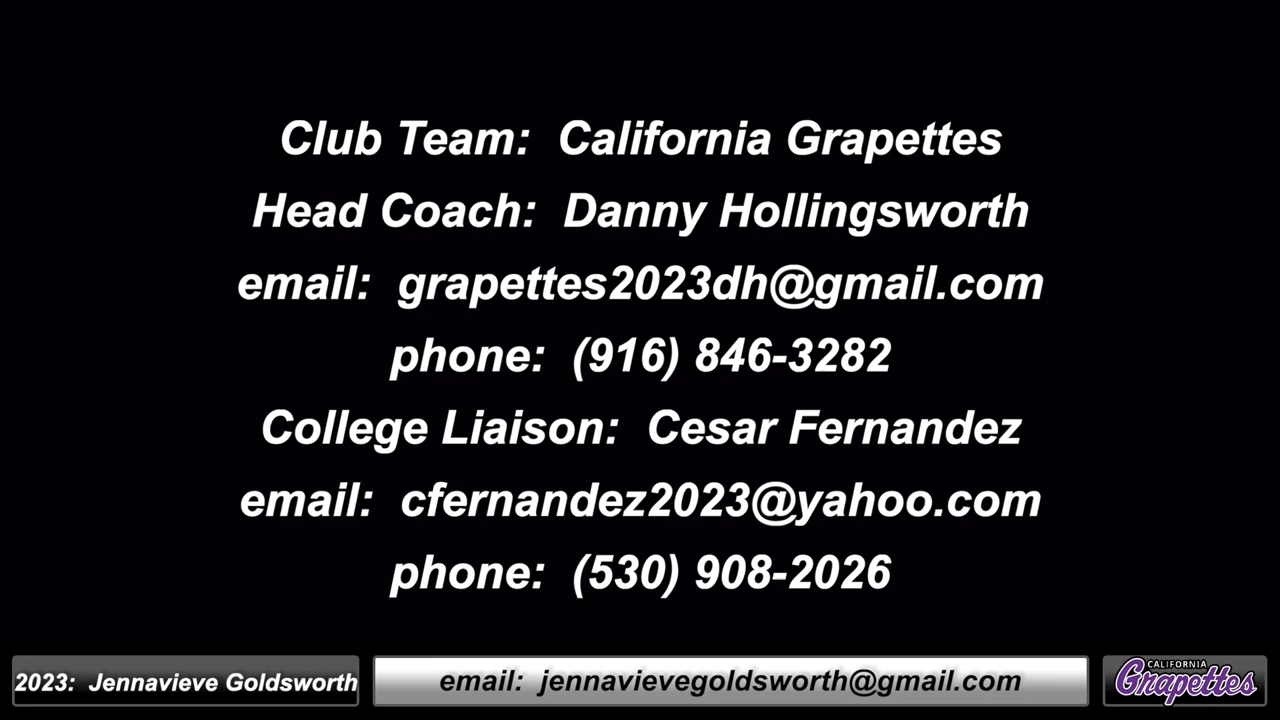 Club Team: California Grapettes
Head Coach: Danny Hollingsworth
email: grapettes2023dh@gmail.com
phone: (916) 846-3282
College Liaison: Cesar Fernandez
email: cfernandez2023@yahoo.com
phone: (530) 908-2026
2023: Jennavieve Goldsworth
email: jennavievegoldsworth@gmail.com
CALIFORNIA
Grapettes